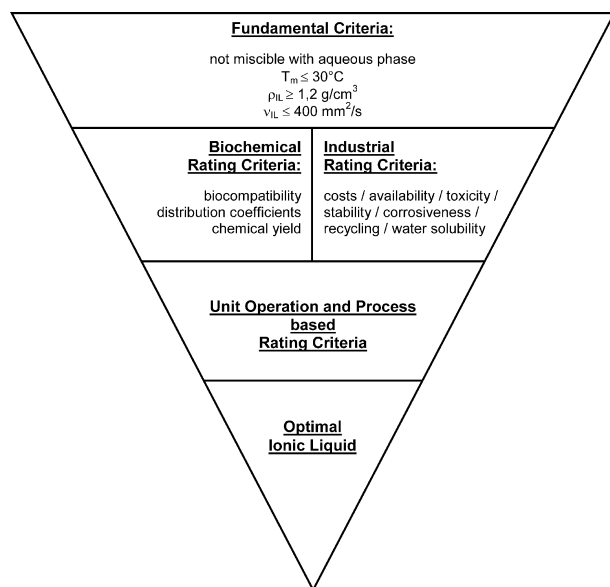 Fundamental Criteria:
not miscible with aqueous phase
Tm ≤ 30°C
ρIL ≥ 1,2 g/cm³
νIL ≤ 400 mm²/s
Biochemical
Rating Criteria:
biocompatibility
distribution coefficients
chemical yield
Industrial
Rating Criteria:
costs / availability / toxicity /
stability / corrosiveness /
recycling / water solubility
Unit Operation and Process
based
Rating Criteria
Optimal
Ionic Liquid